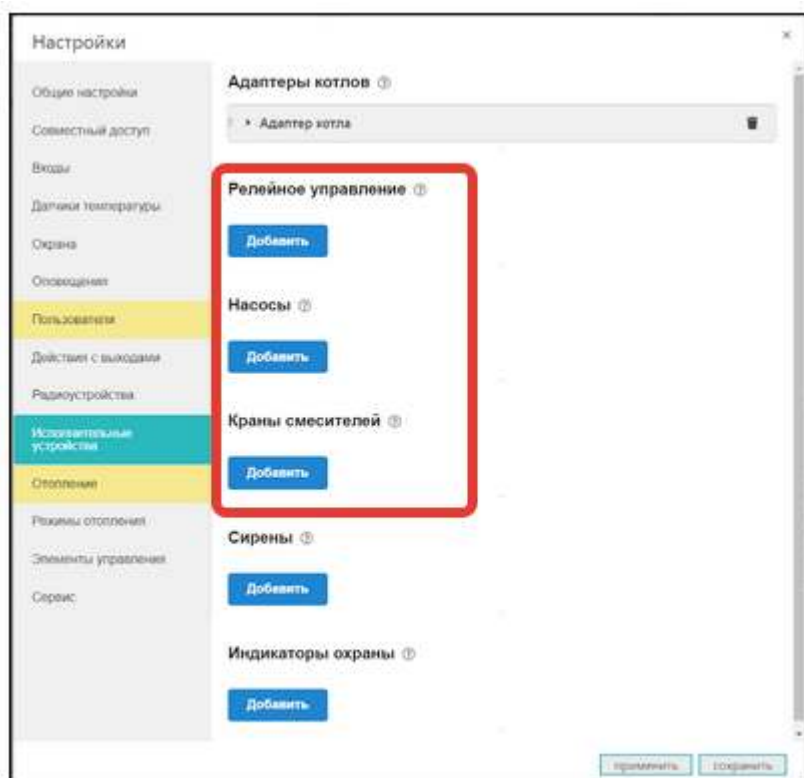 Настройки
Общие настройки
Совместный доступ
Входы
Датчики температуры
Охрана
Оповещения
Пользователи
Действия с выходами
Радиоустройства
Исполнительные
устройства
Отопление
Режимы отопления
Элементы управления
Сервис
Адаптеры котлов
Адаптер котла
Релейное управление
Добавить
Насосы
Добавить
Краны смесителей
Добавить
Сирены
Добавить
Индикаторы охраны
Добавить
применить
сохранить